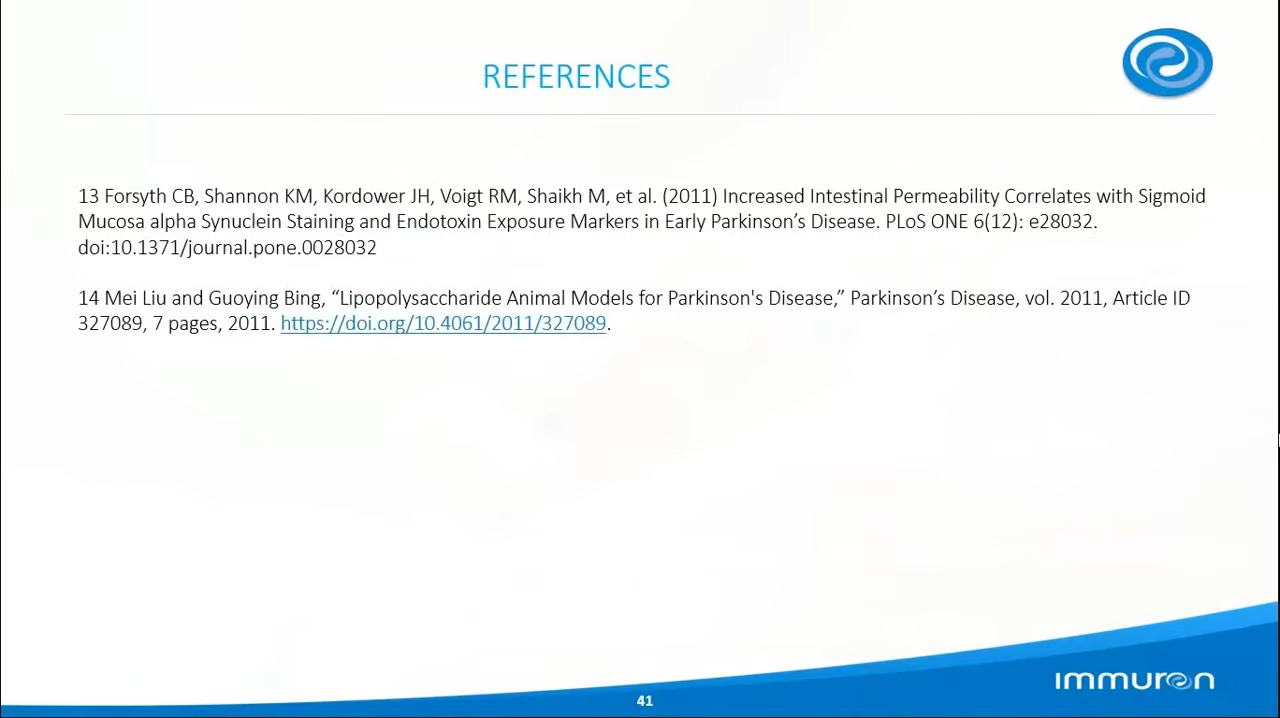 REFERENCES
13 Forsyth CB, Shannon KM, Kordower JH, Voigt RM, Shaikh M, et al. (2011) Increased Intestinal Permeability Correlates with Sigmoid
Mucosa alpha Synuclein Staining and Endotoxin Exposure Markers in Early Parkinson’s Disease. PLoS ONE 6(12): e28032.
doi:10.1371/journal.pone.0028032
14 Mei Liu and Guoying Bing, “Lipopolysaccharide Animal Models for Parkinson's Disease,” Parkinson’s Disease, vol. 2011, Article ID
327089, 7 pages, 2011. https://doi.org/10.4061/2011/327089.
immuron
41